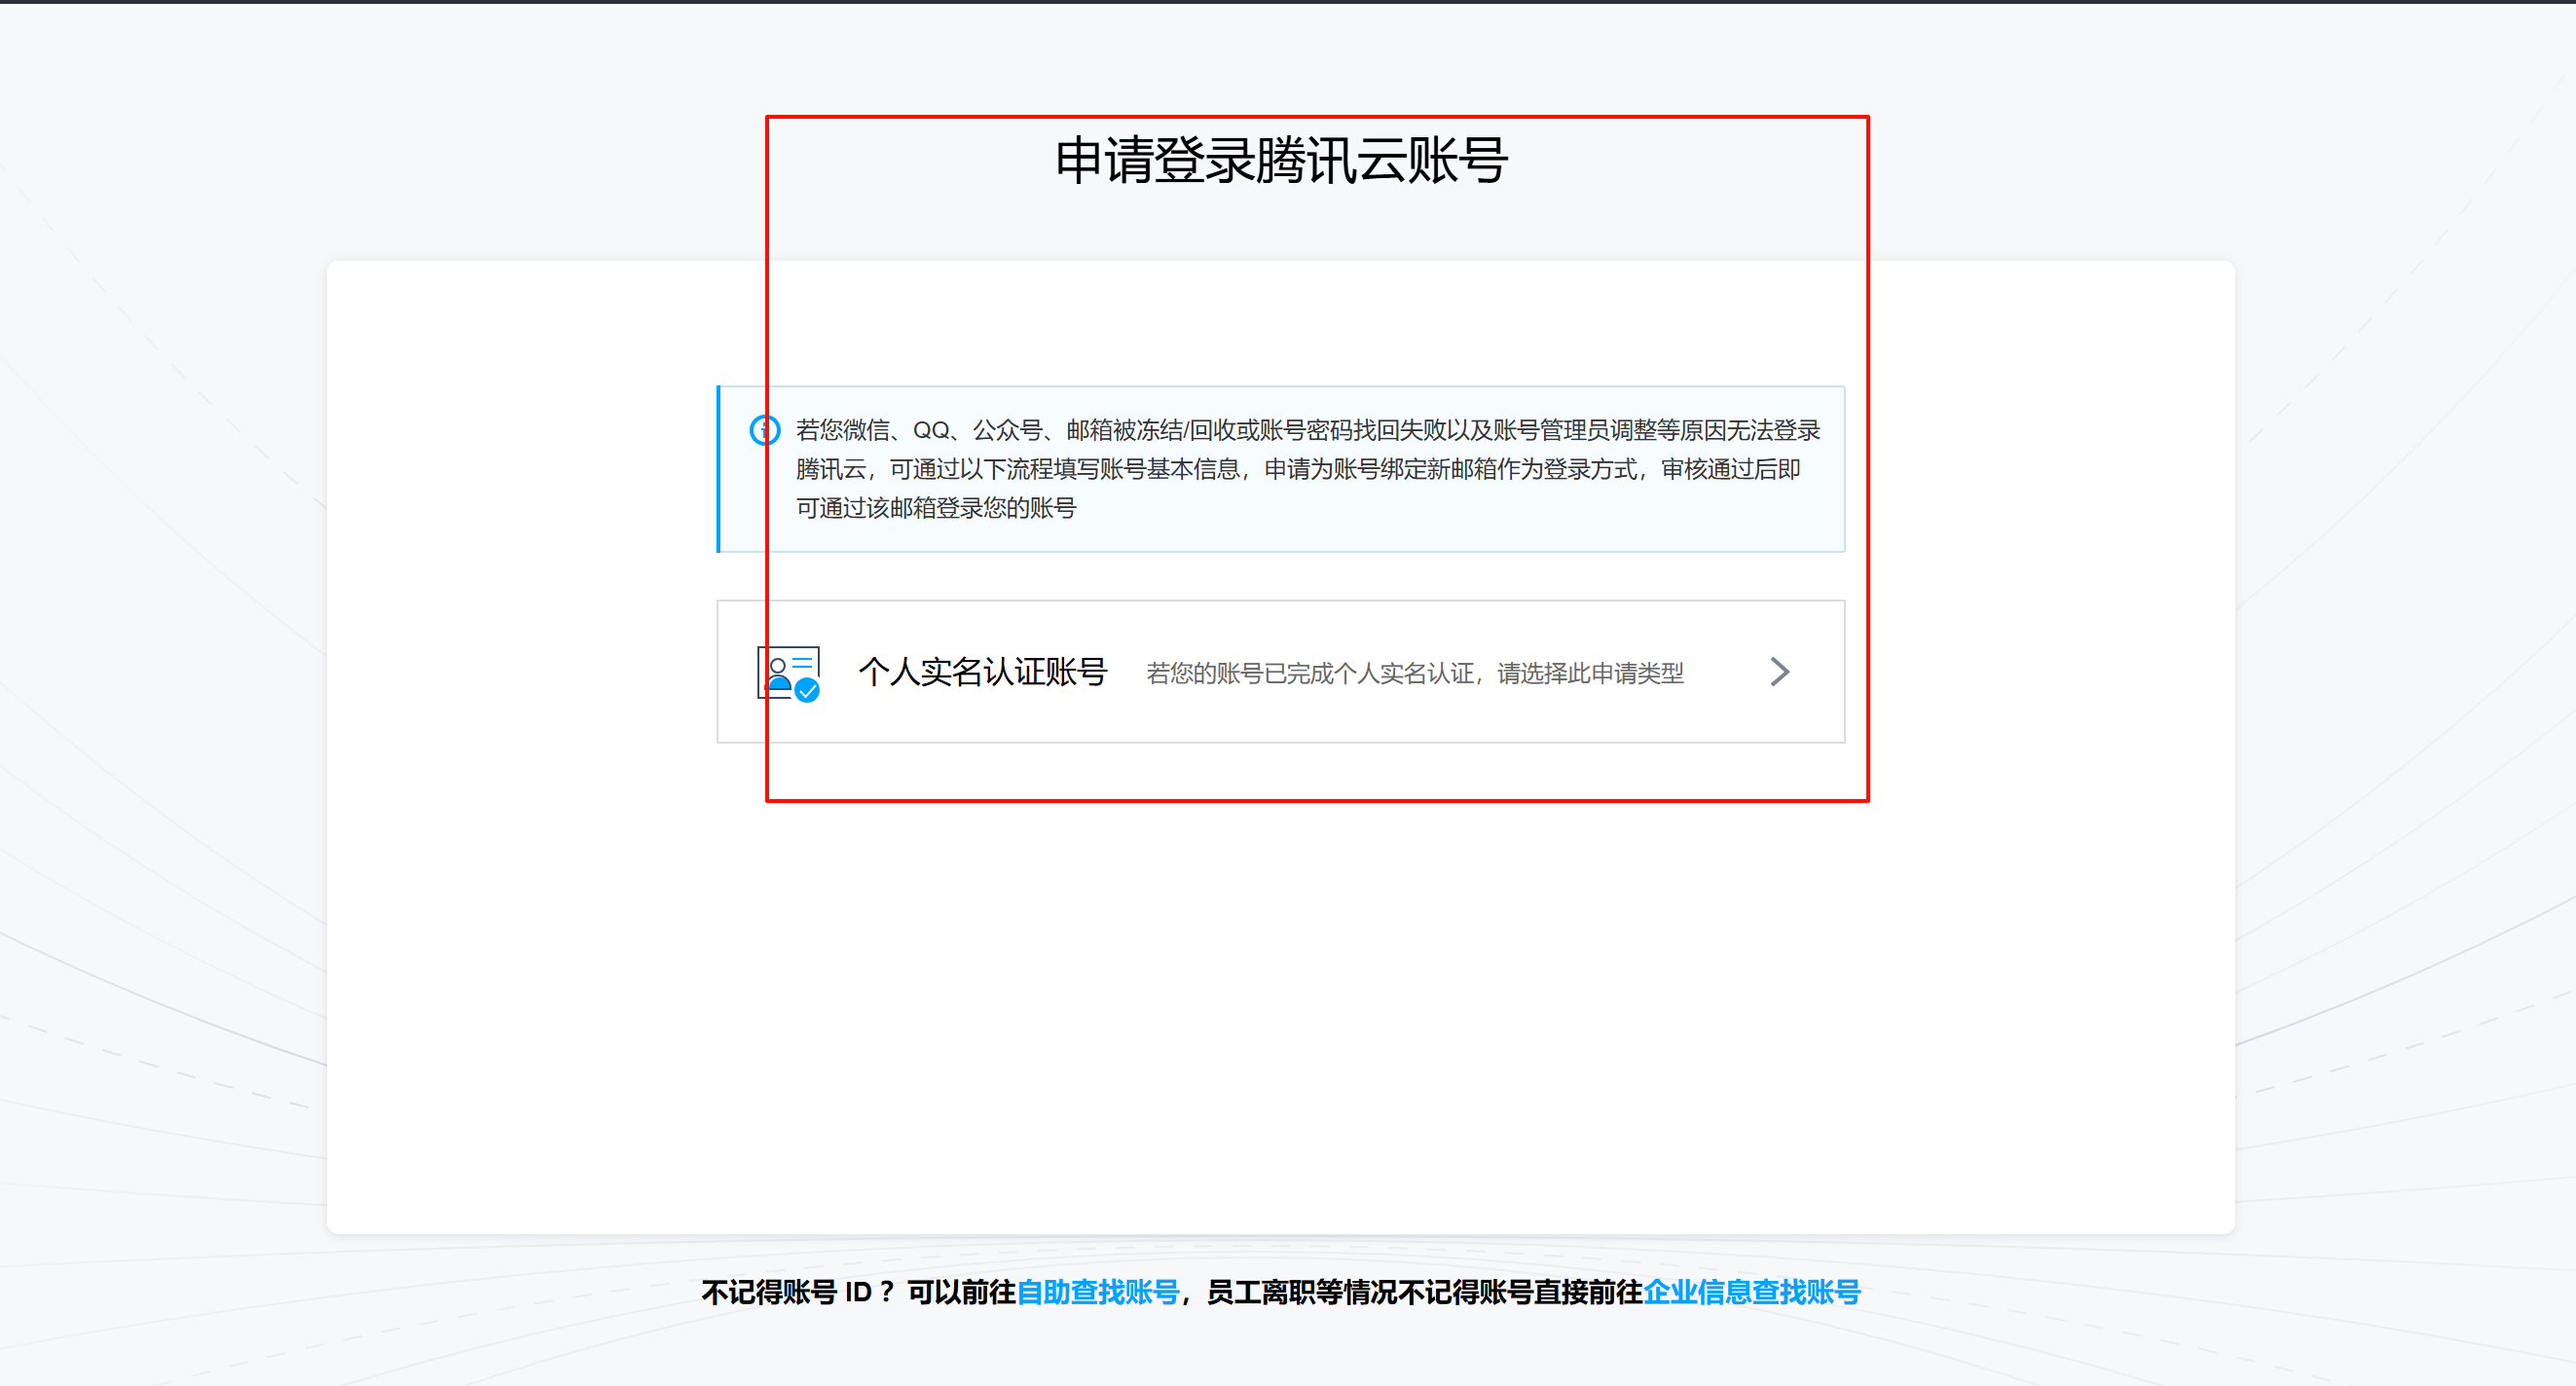 申请登录腾讯云账号
若您微信、QQ、公众号、邮箱被冻结/回收或账号密码找回失败以及账号管理员调整等原因无法登录
腾讯云，可通过以下流程填写账号基本信息，申请为账号绑定新邮箱作为登录方式，审核通过后即
可通过该邮箱登录您的账号
个人实名认证账号 若您的账号已完成个人实名认证，请选择此申请类型
不记得账号 ID ？可以前往自助查找账号，员工离职等情况不记得账号直接前往企业信息查找账号